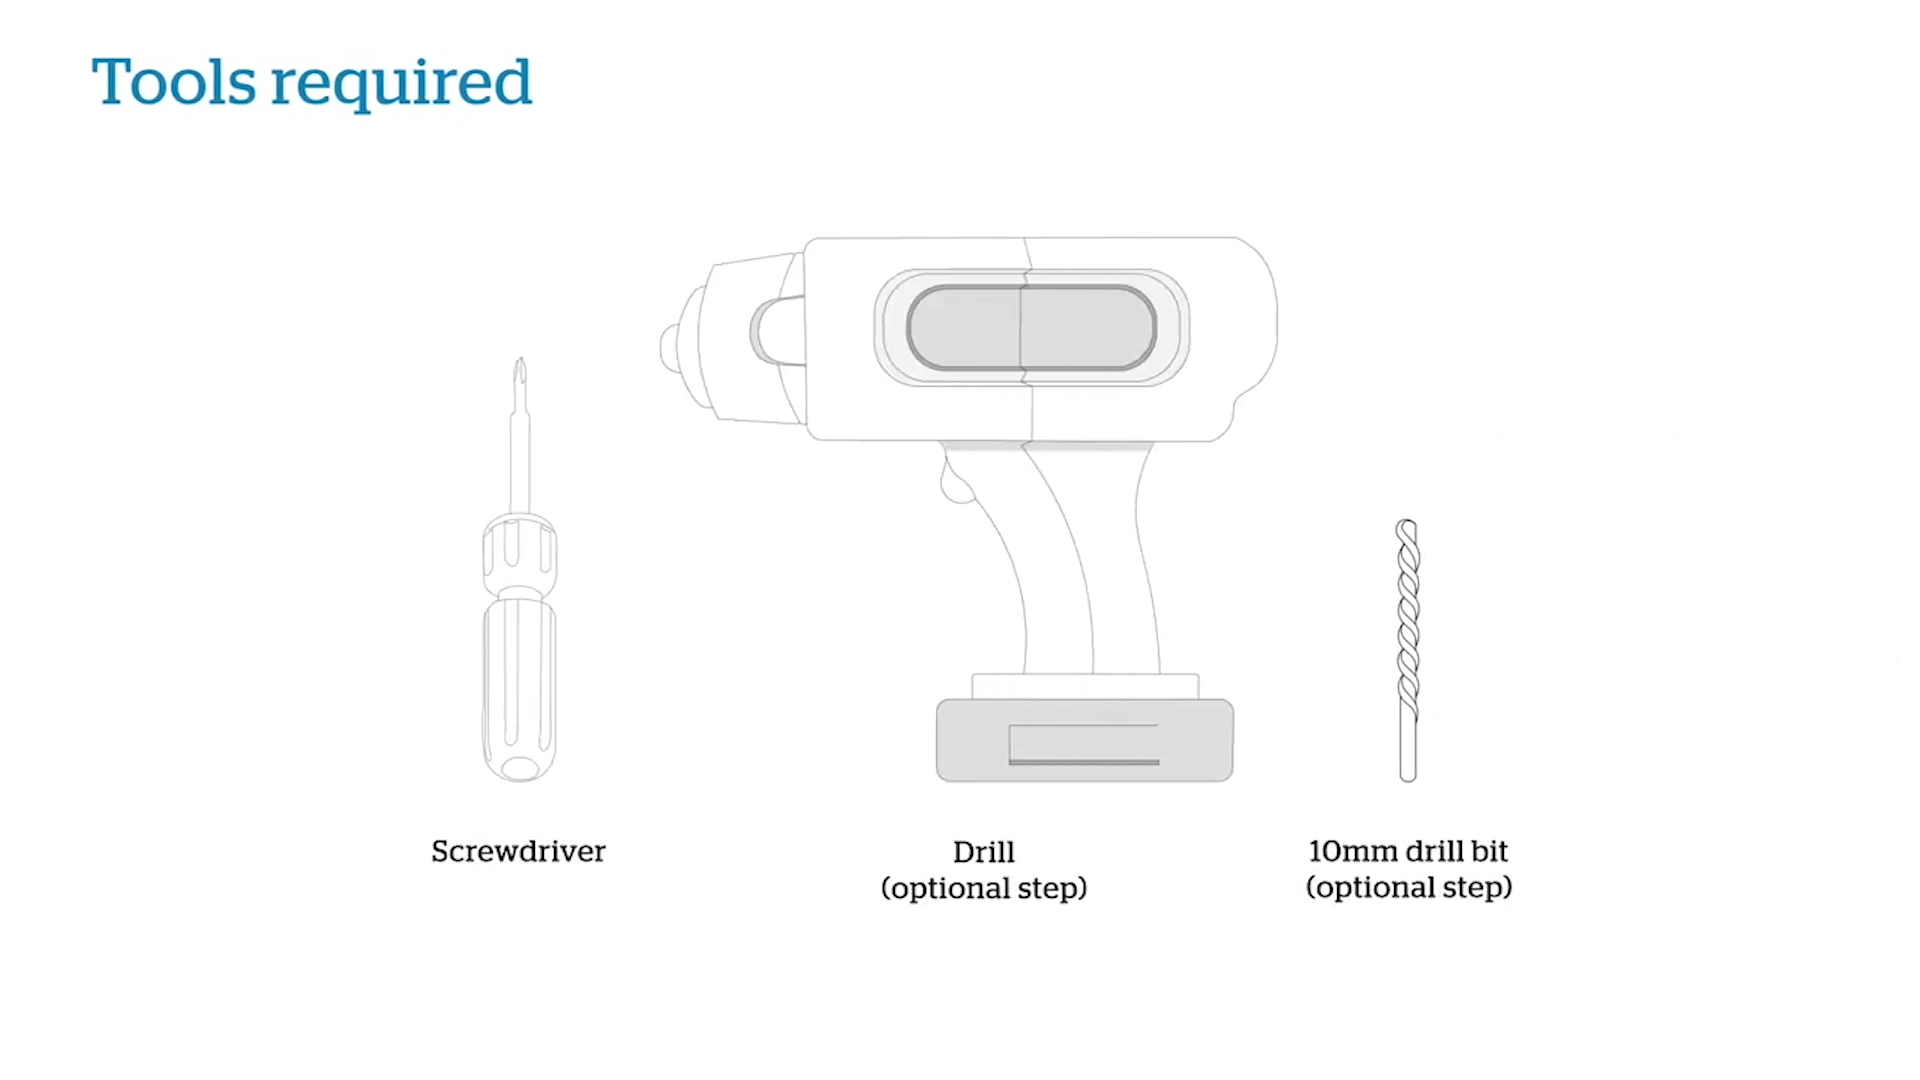 Tools required
Screwdriver
Drill
(optional step)
10mm drill bit
(optional step)